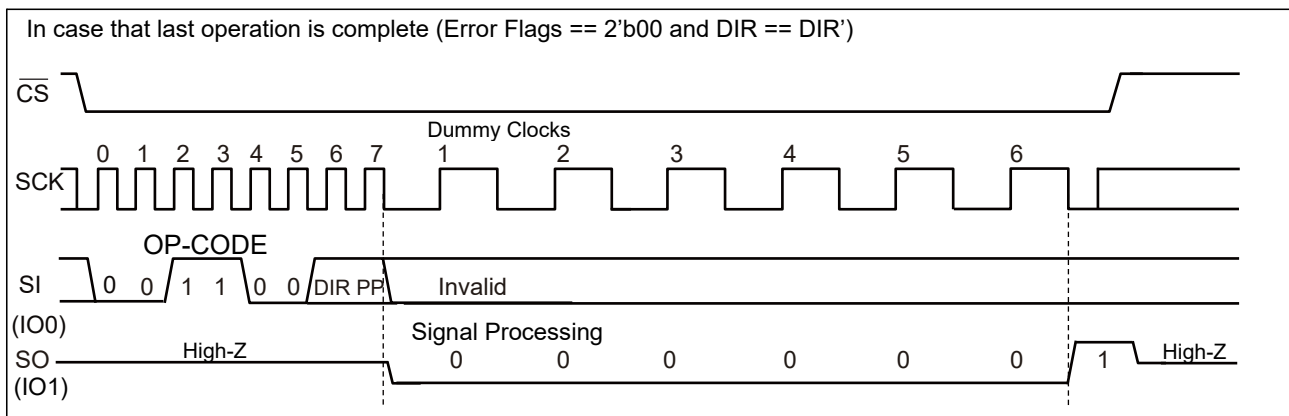 In case that last operation is complete (Error Flags == 2’b00 and DIR == DIR’)
CS
Dummy Clocks
0 1 2 3 4 5 6 7 1 2 3 4 5 6
SCK
OP-CODE
SI 0 0 1 1 0 0 DIR PP Invalid
(IO0)
Signal Processing
SO High-Z 0 0 0 0 0 0 1 High-Z
(IO1)